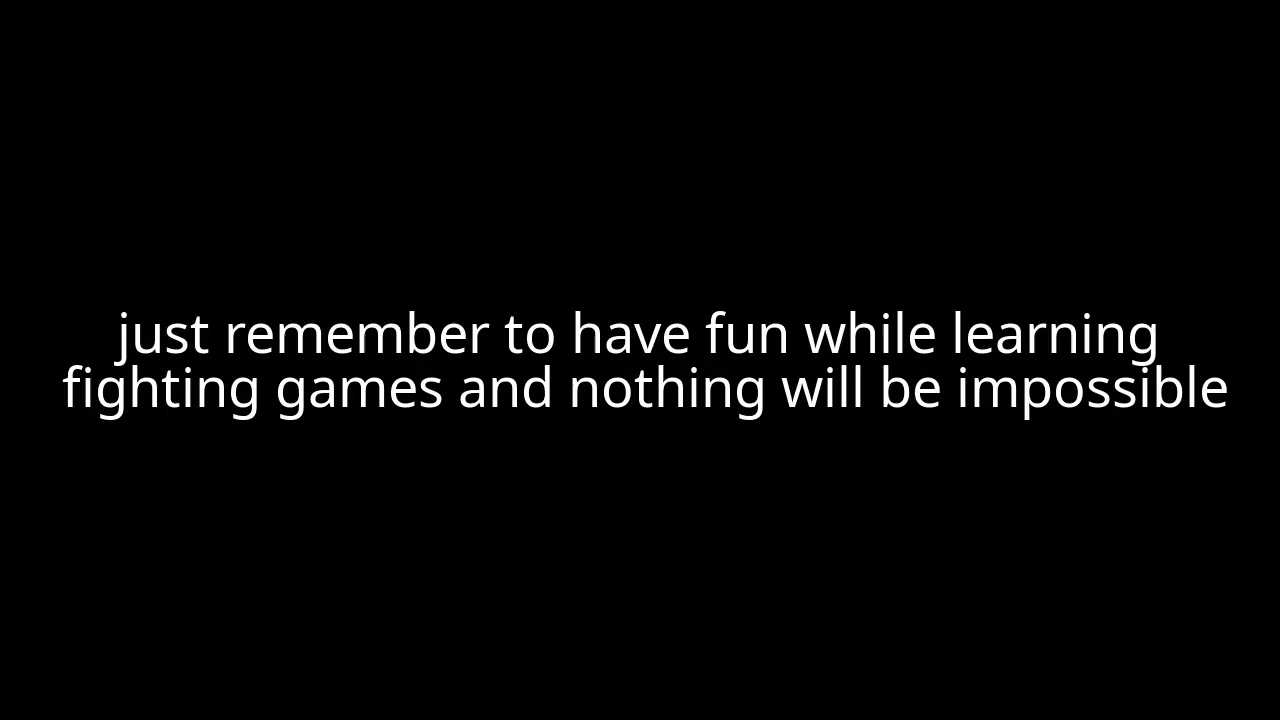 just remember to have fun while learning
fighting games and nothing will be impossible